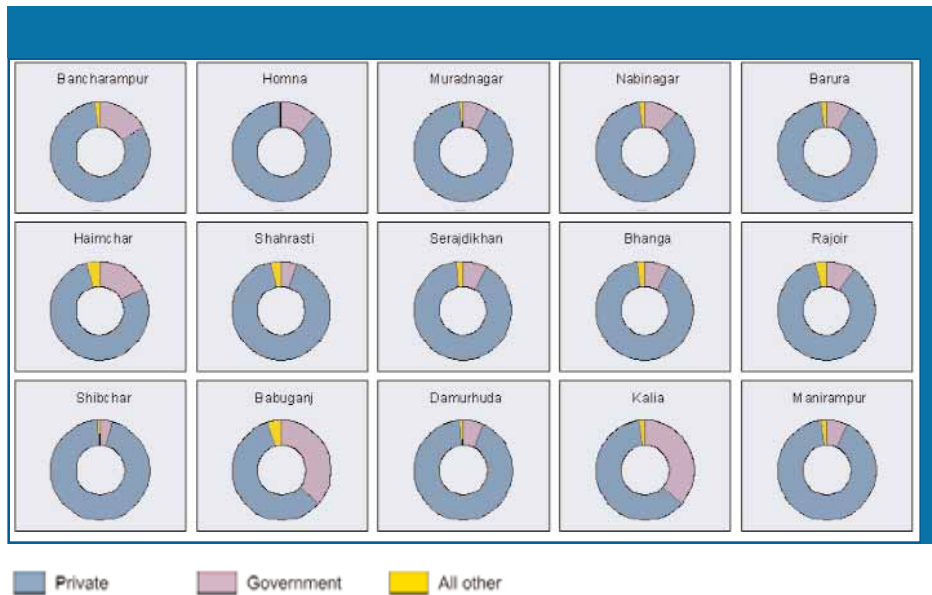 Bancharampur
Homna
Muradnagar
Nabinagar
Barura
Haimchar
Shahrasti
Serajdikhan
Bhanga
Rajoir
Shibchar
Babuganj
Damurhuda
Kalia
Manirampur
Private
Government
All other